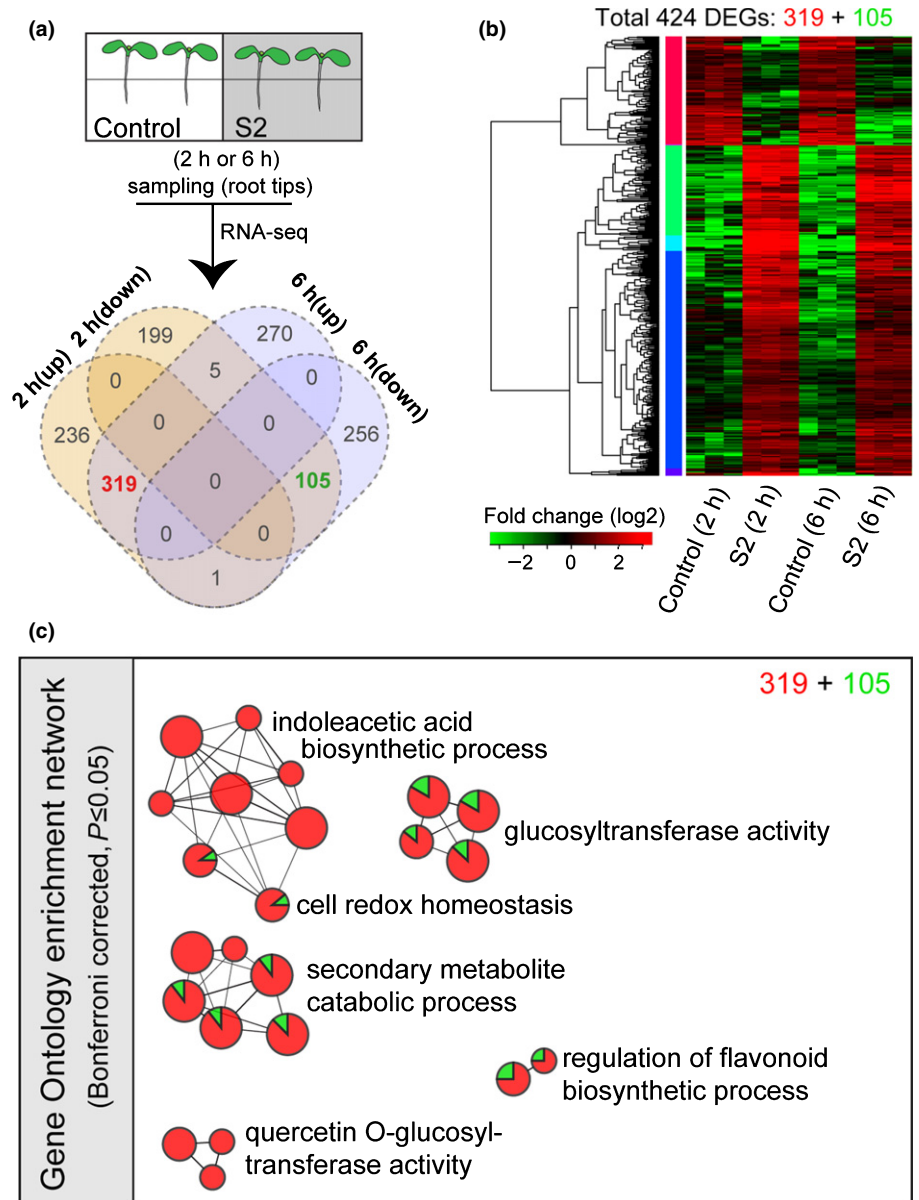 (a)
Control
S2
(2 h or 6 h)
sampling (root tips)
RNA-seq
2 h(up)
2 h(down)
6 h(up)
6 h(down)
199
270
0
5
0
236
0
0
256
319
0
105
0
0
1
(b)
Total 424 DEGs: 319 + 105
Fold change (log2)
−2 0 2
Control (2 h)
S2 (2 h)
Control (6 h)
S2 (6 h)
(c)
Gene Ontology enrichment network
(Bonferroni corrected, P≤0.05)
319 + 105
indoleacetic acid
biosynthetic process
glucosyltransferase activity
cell redox homeostasis
secondary metabolite
catabolic process
regulation of flavonoid
biosynthetic process
quercetin O-glucosyl-
transferase activity